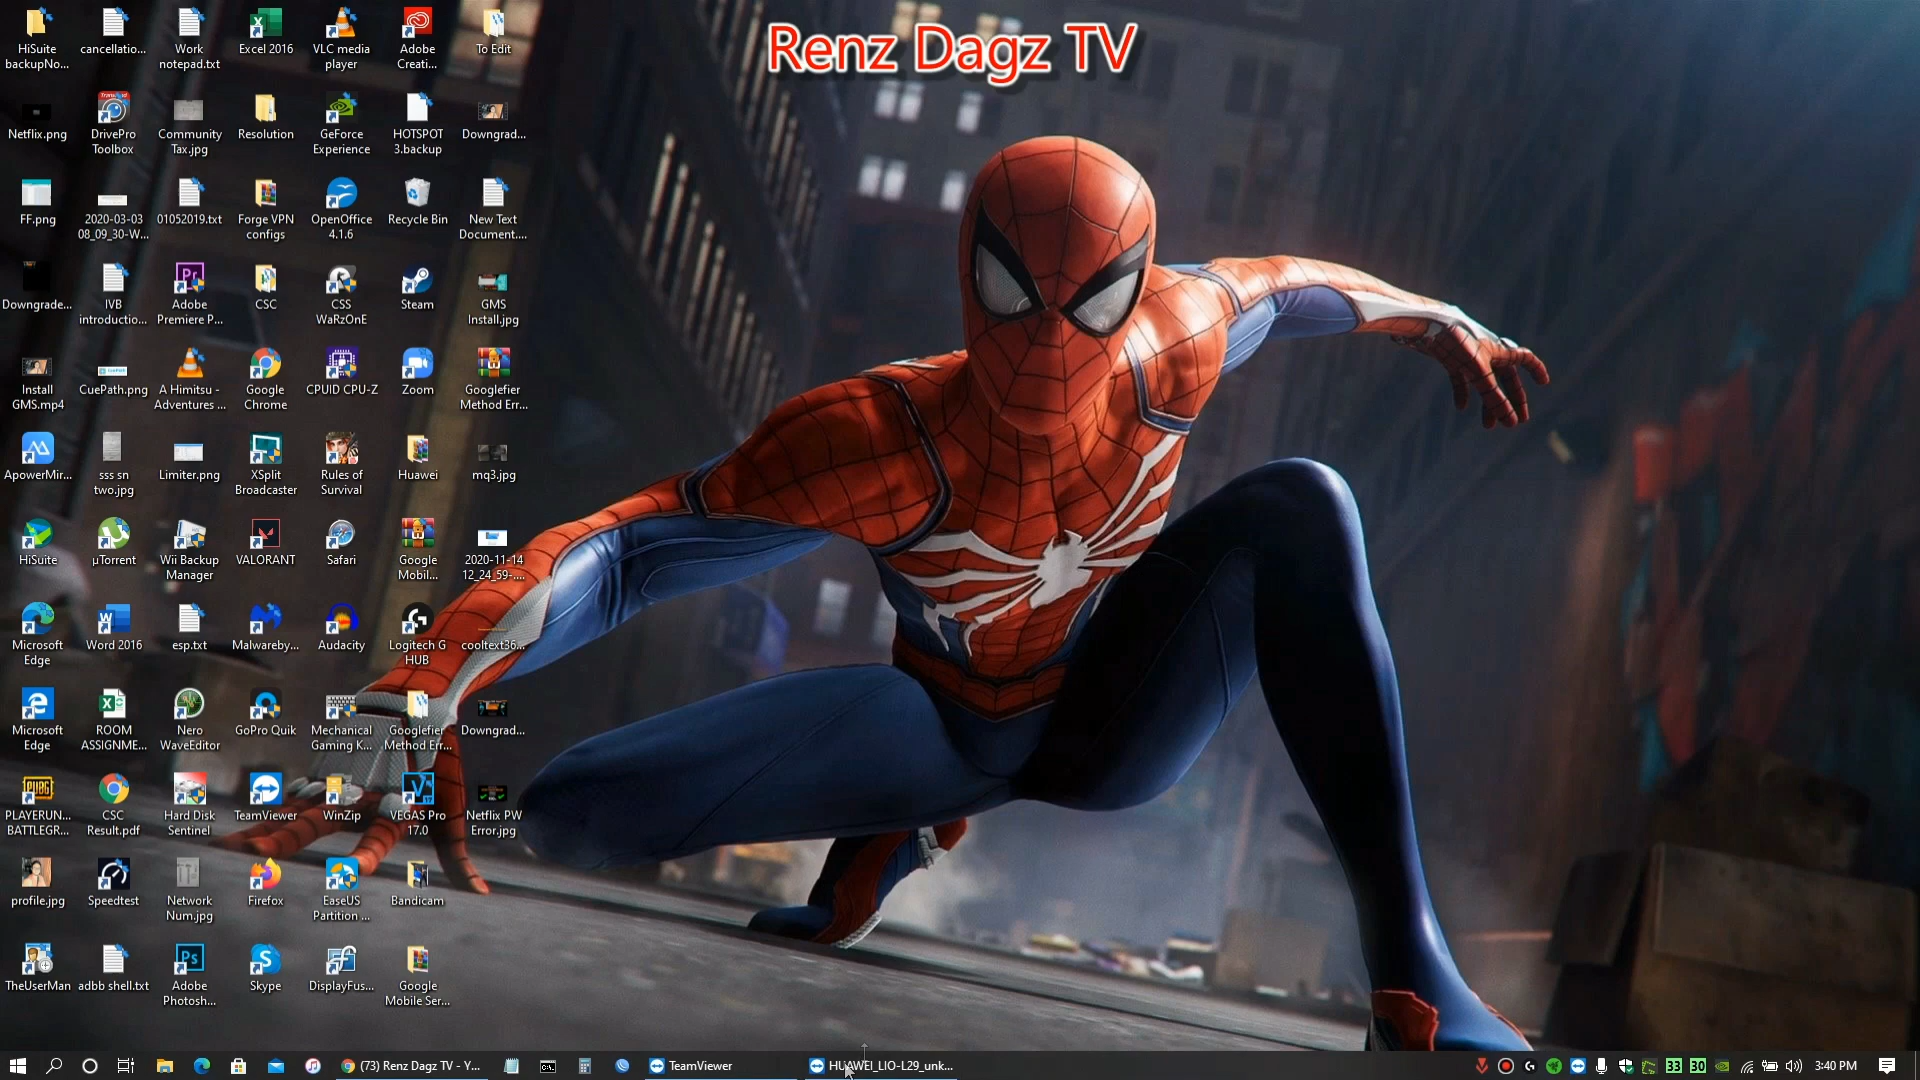 Renz Dagz TV
HiSuite
backupNo...
cancellatio...
Work
notepad.txt
Excel 2016
VLC media
player
Adobe
Creati...
To Edit
Netflix.png
DrivePro
Toolbox
Community
Tax.jpg
Resolution
GeForce
Experience
HOTSPOT
3.backup
Downgrad...
FF.png
2020-03-03
08_09_30-W...
01052019.txt
Forge VPN
configs
OpenOffice
4.1.6
Recycle Bin
New Text
Document....
Downgrade...
IVB
introductio...
Adobe
Premiere P...
CSC
CSS
WaRzOnE
Steam
GMS
Install.jpg
Install
GMS.mp4
CuePath.png
A Himitsu -
Adventures ...
Google
Chrome
CPUID CPU-Z
Zoom
Googlefier
Method Err...
ApowerMir...
sss sn
two.jpg
Limiter.png
XSplit
Broadcaster
Rules of
Survival
Huawei
mq3.jpg
HiSuite
µTorrent
Wii Backup
Manager
VALORANT
Safari
Google
Mobil...
2020-11-14
12_24_59-....
Microsoft
Edge
Word 2016
esp.txt
Malwareby...
Audacity
Logitech G
HUB
cooltext36...
Microsoft
Edge
ROOM
ASSIGNME...
Nero
WaveEditor
GoPro Quik
Mechanical
Gaming K...
Googlefier
Method Err...
Downgrad...
PLAYERUN...
BATTLEGR...
CSC
Result.pdf
Hard Disk
Sentinel
TeamViewer
WinZip
VEGAS Pro
17.0
Netflix PW
Error.jpg
profile.jpg
Speedtest
Network
Num.jpg
Firefox
EaseUS
Partition ...
Bandicam
TheUserMan
adbb shell.txt
Adobe
Photosh...
Skype
DisplayFus...
Google
Mobile Ser...
(73) Renz Dagz TV - Y...
TeamViewer
HUAWEI_LIO-L29_unk...
33
30
3:40 PM